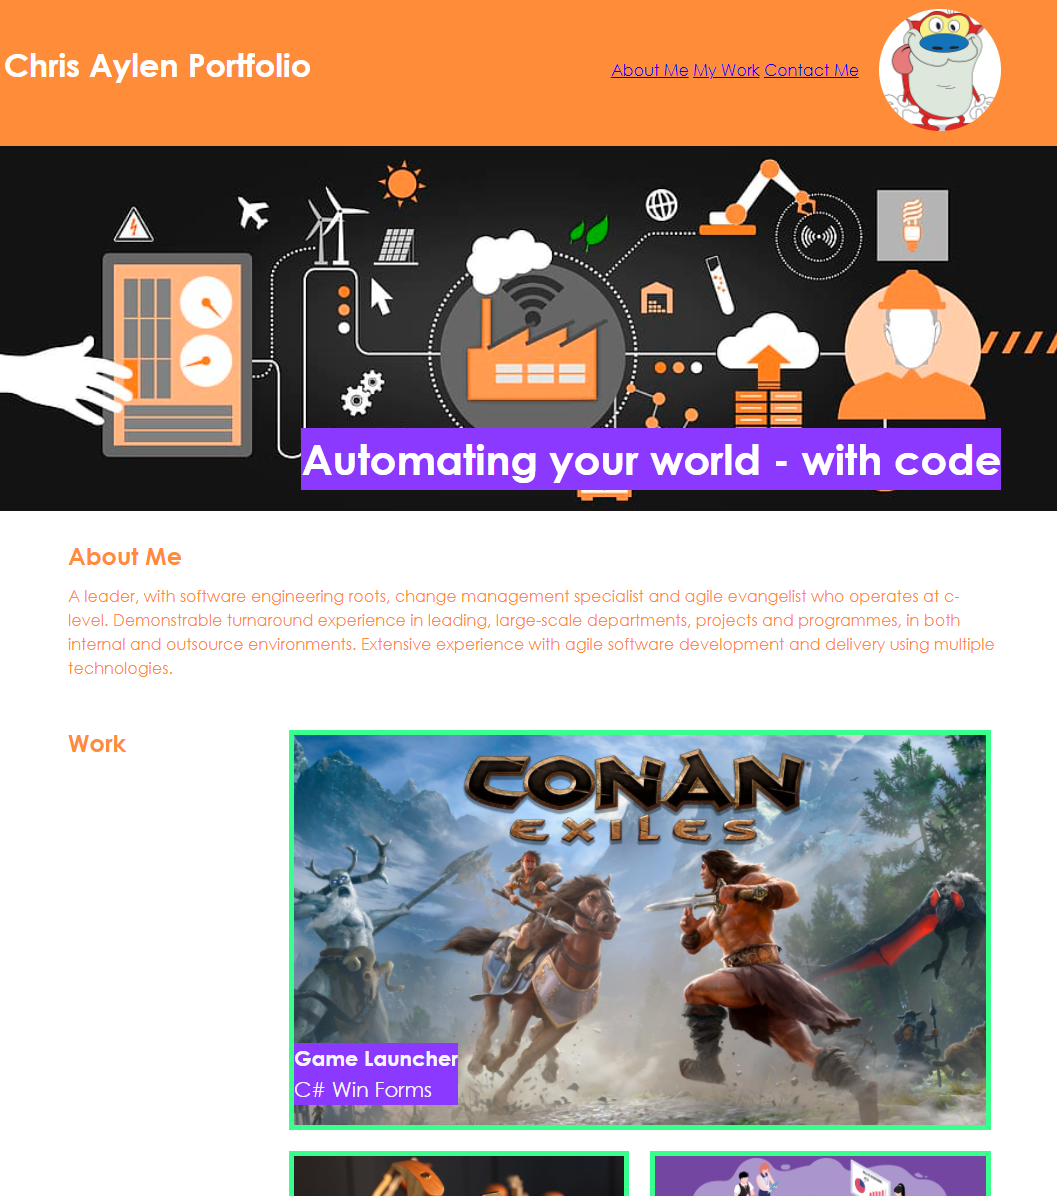 Chris Aylen Portfolio
About Me My Work Contact Me
Automating your world - with code
About Me
A leader, with software engineering roots, change management specialist and agile evangelist who operates at c-
level. Demonstrable turnaround experience in leading, large-scale departments, projects and programmes, in both
internal and outsource environments. Extensive experience with agile software development and delivery using multiple
technologies.
Work
CONAN
EXILES
Game Launcher
C# Win Forms